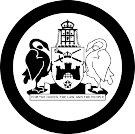 FOR THE QUEEN, THE LAW AND THE PEOPLE